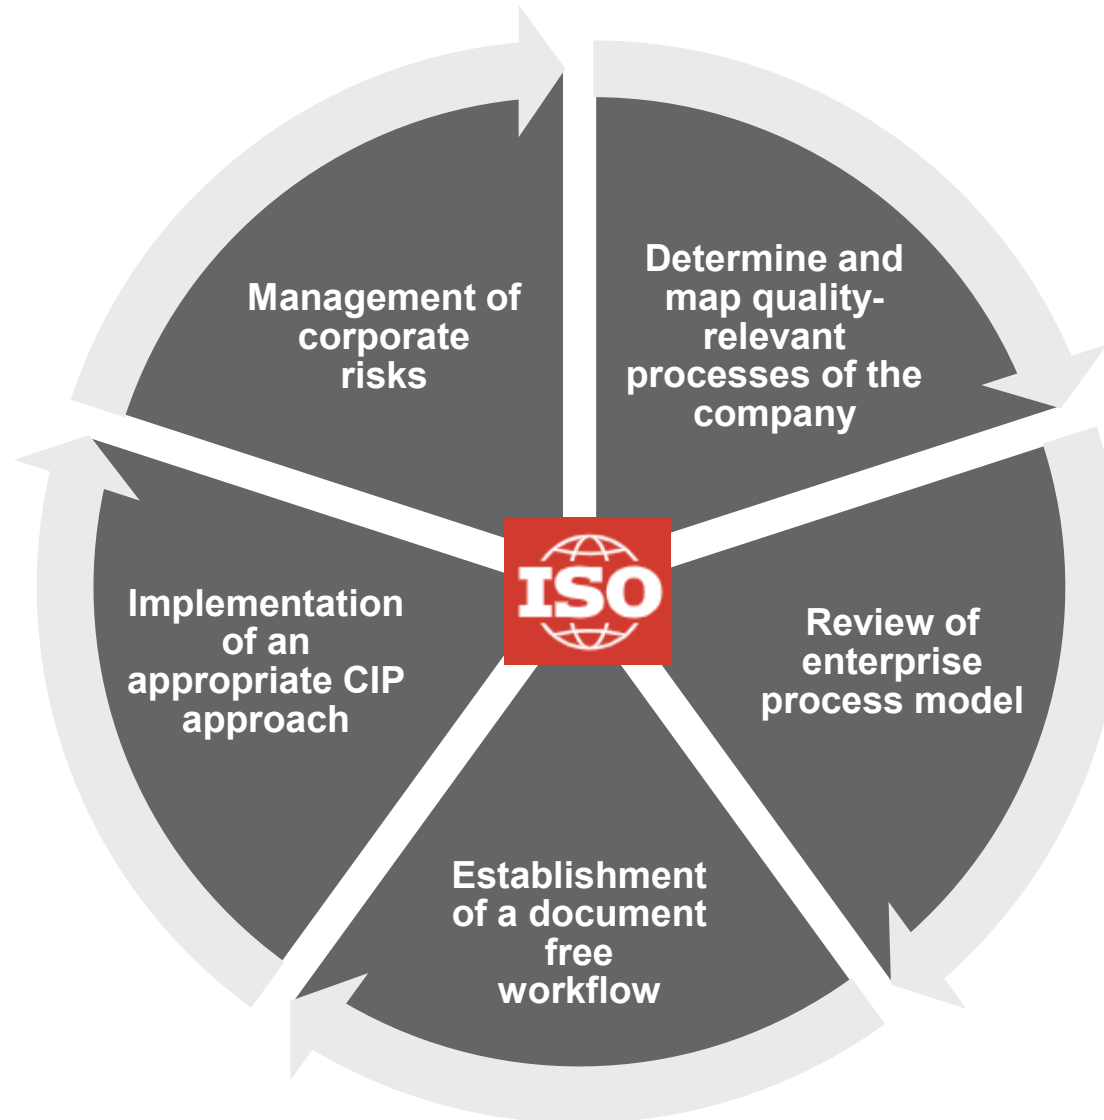 Management of
corporate
risks
Determine and
map quality-
relevant
processes of the
company
Implementation
of an
appropriate CIP
approach
ISO
Review of
enterprise
process model
Establishment
of a document
free
workflow